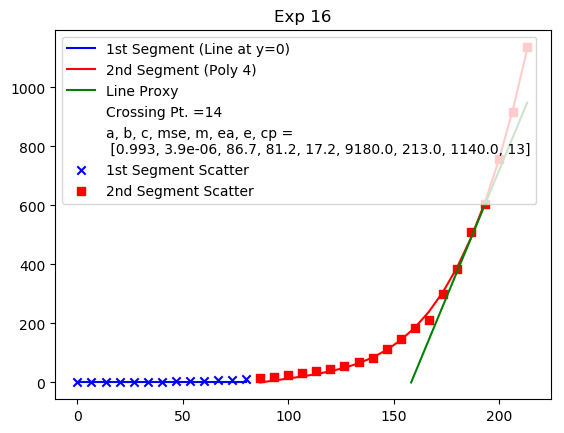 Exp 16
1st Segment (Line at y=0)
2nd Segment (Poly 4)
Line Proxy
Crossing Pt. =14
a, b, c, mse, m, ea, e, cp =
[0.993, 3.9e-06, 86.7, 81.2, 17.2, 9180.0, 213.0, 1140.0, 13]
1st Segment Scatter
2nd Segment Scatter
1000
800
600
400
200
0
0 50 100 150 200